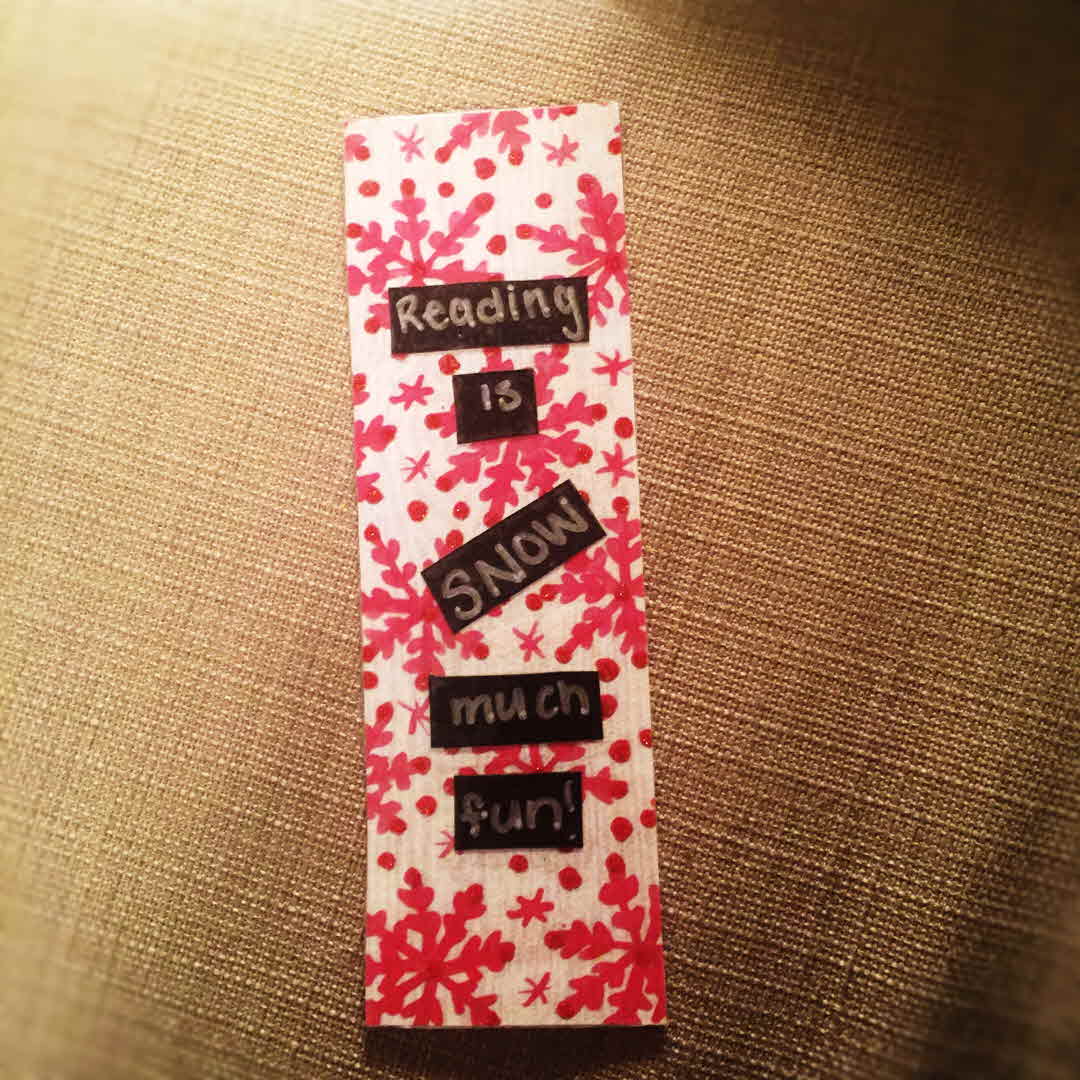 Reading
is
SNOW
much
fun!